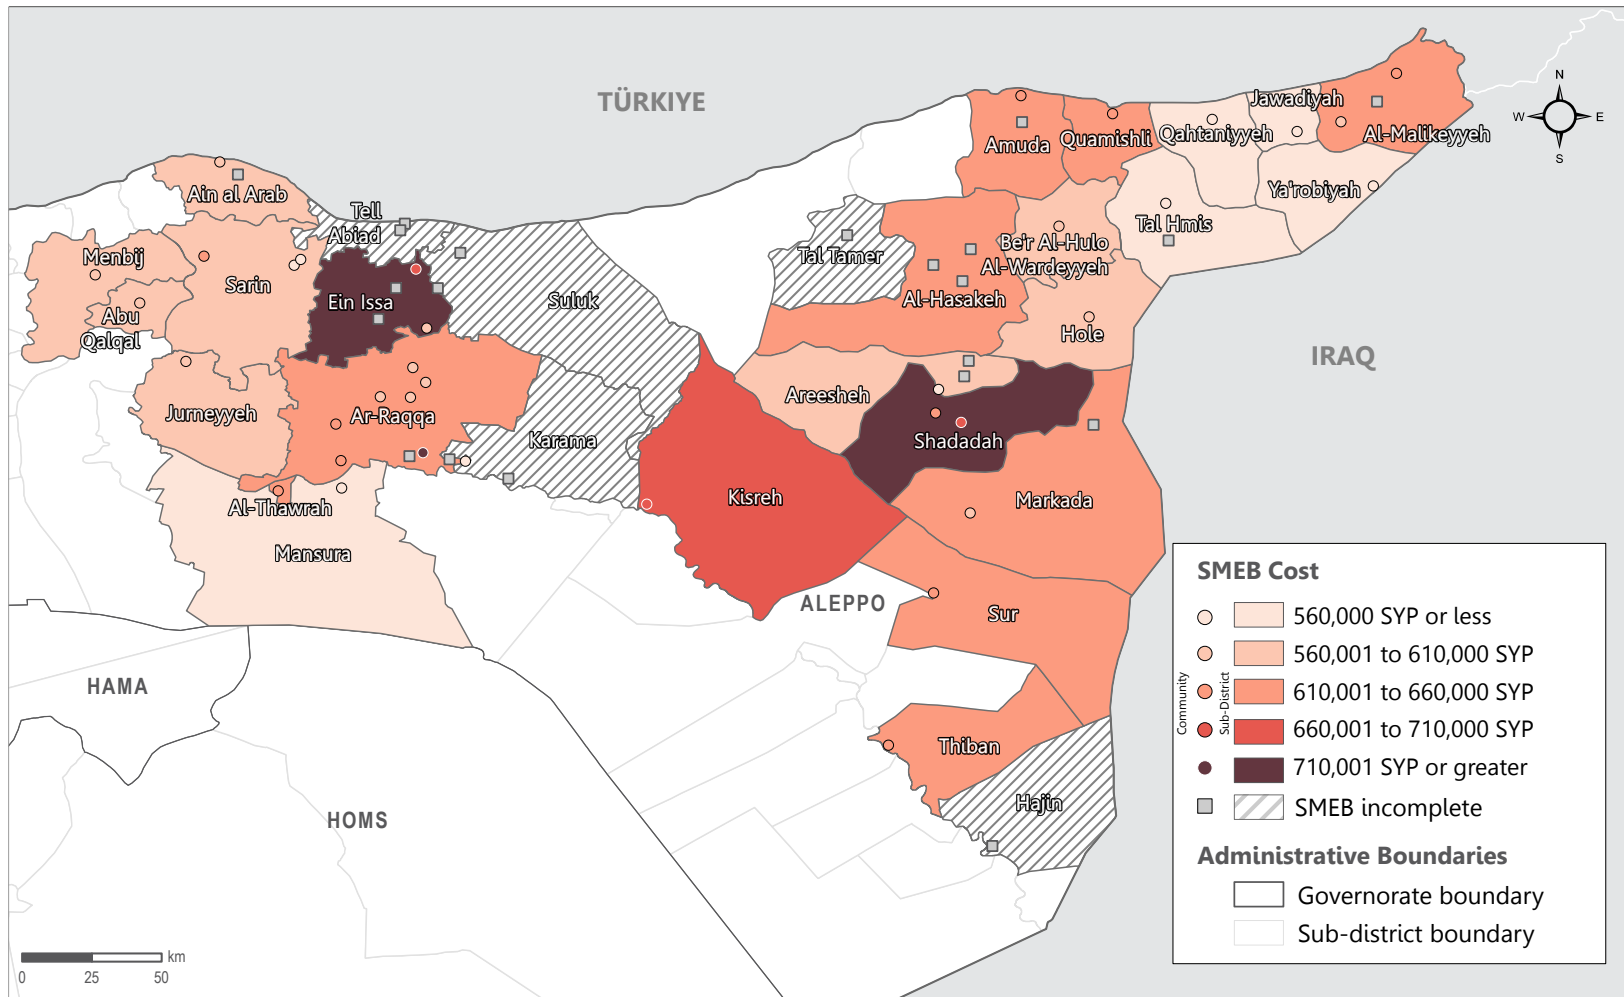 TÜRKIYE
N
W
E
S
Jawadiyah
Amuda
Quamishli
Qahtaniyyeh
Al-Malikeyyeh
Ain al Arab
Ya'robiyah
Tell
Abiad
Tal Hmis
Menbij
Be'r Al-Hulo
Al-Wardeyyeh
Tal Tamer
Sarin
Ein Issa
Suluk
Al-Hasakeh
Abu
Qalqal
Hole
IRAQ
Areesheh
Jurneyyeh
Ar-Raqqa
Karama
Shadadah
Kisreh
Markada
Al-Thawrah
Mansura
ALEPPO
Sur
HAMA
Thiban
Hajin
HOMS
SMEB Cost
560,000 SYP or less
560,001 to 610,000 SYP
610,001 to 660,000 SYP
660,001 to 710,000 SYP
710,001 SYP or greater
SMEB incomplete
Community
Sub-District
Administrative Boundaries
Governorate boundary
Sub-district boundary
km
0 25 50